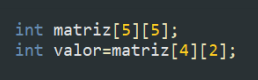 int matriz[5][5];
int valor=matriz[4][2];